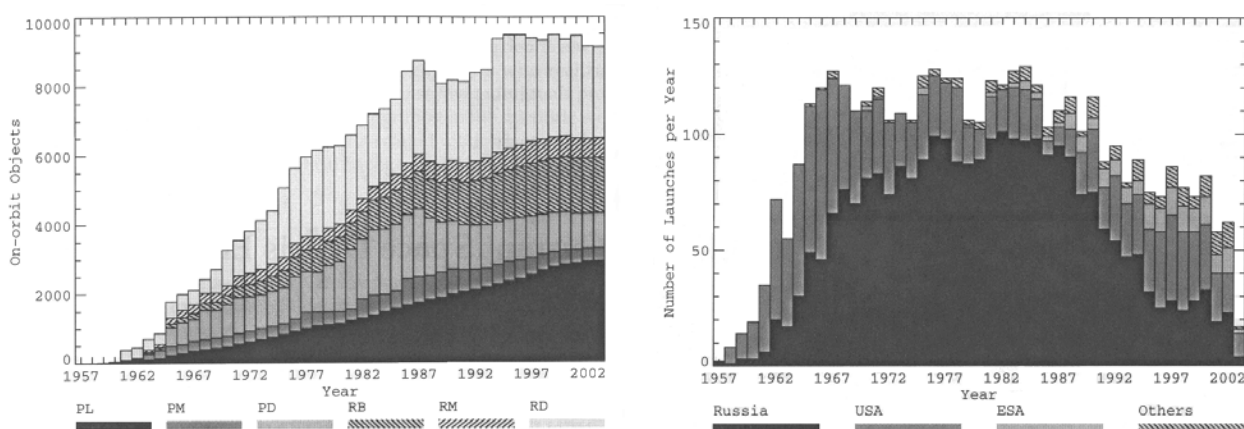 10000
8000
6000
4000
2000
0
On-orbit Objects
1957 1962 1967 1972 1977 1982 1987 1992 1997 2002
Year
PL PM PD RB RM RD
150
100
50
0
Number of Launches per Year
1957 1962 1967 1972 1977 1982 1987 1992 1997 2002
Year
Russia USA ESA Others